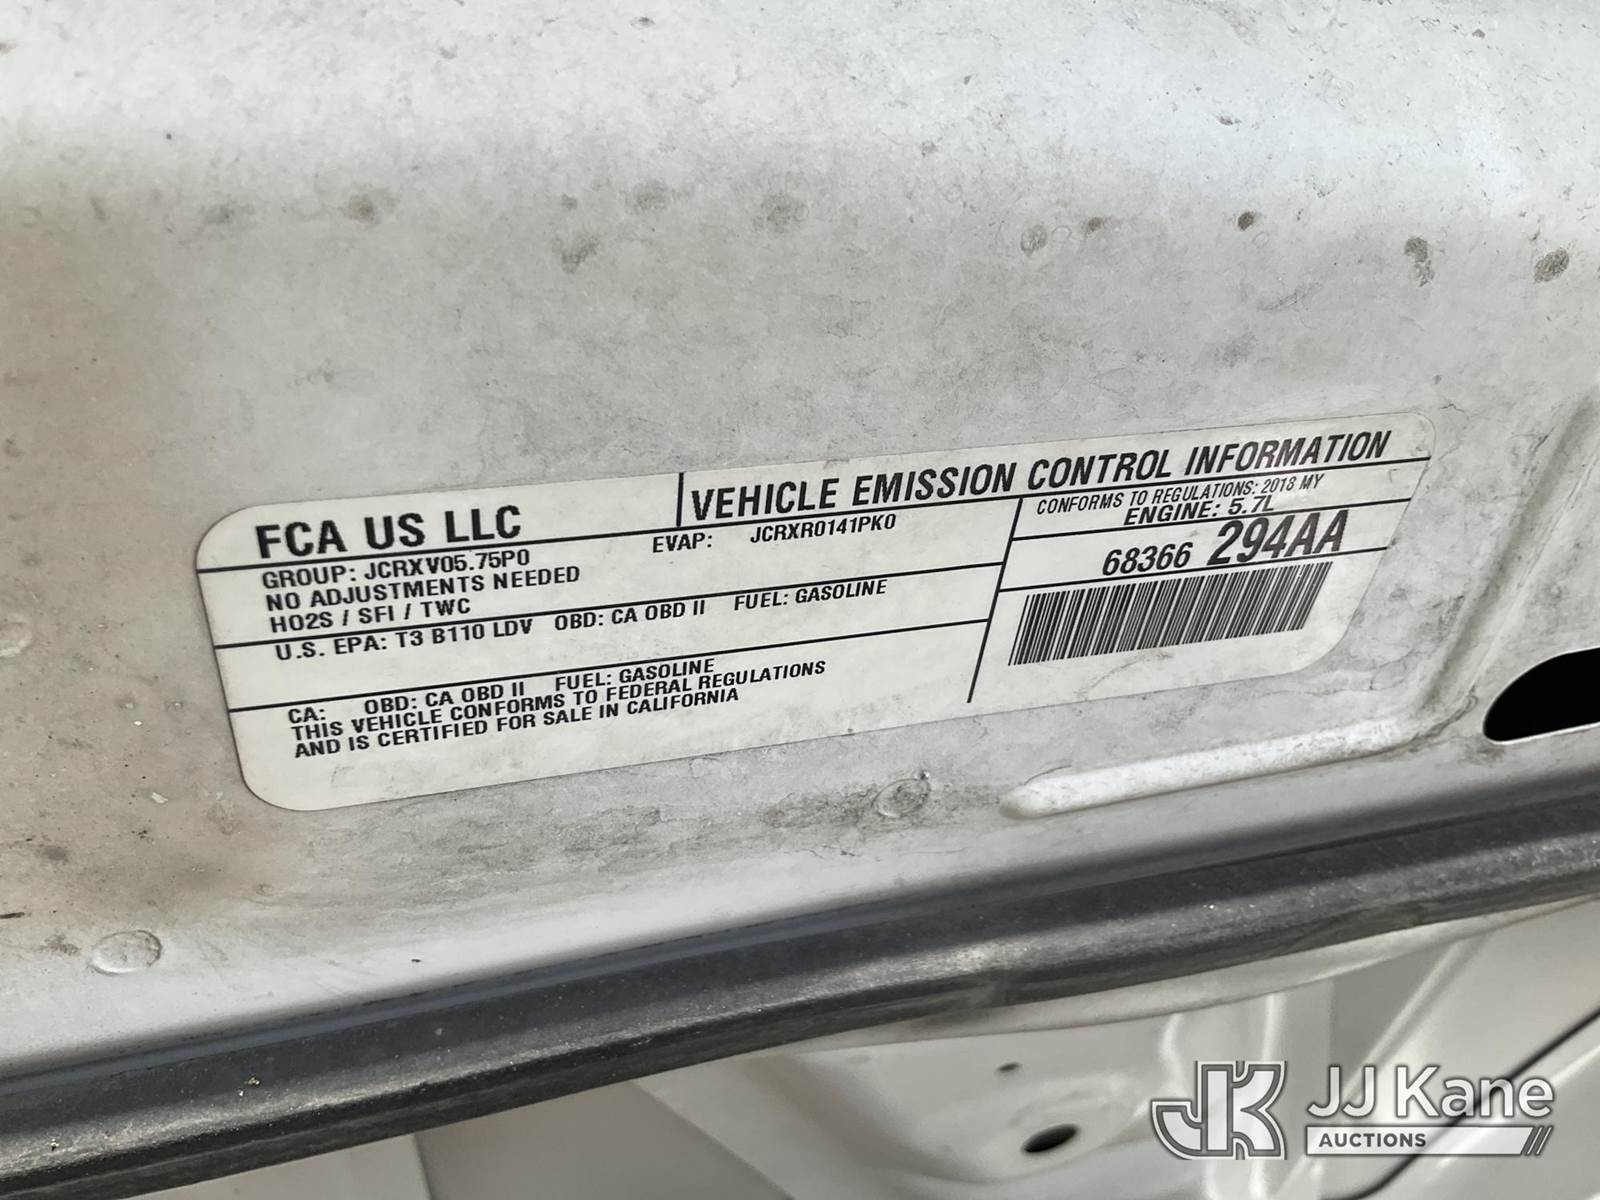 FCA US LLC
VEHICLE EMISSION CONTROL INFORMATION
GROUP: JCRXV05.75P0
EVAP: JCRXR0141PK0
NO ADJUSTMENTS NEEDED
HO2S / SFI / TWC
CONFORMS TO REGULATIONS: 2018 MY
ENGINE: 5.7L
68366 294AA
U.S. EPA: T3 B110 LDV OBD: CA OBD II FUEL: GASOLINE
CA: OBD: CA OBD II FUEL: GASOLINE
THIS VEHICLE CONFORMS TO FEDERAL REGULATIONS
AND IS CERTIFIED FOR SALE IN CALIFORNIA
JK JJ Kane
AUCTIONS